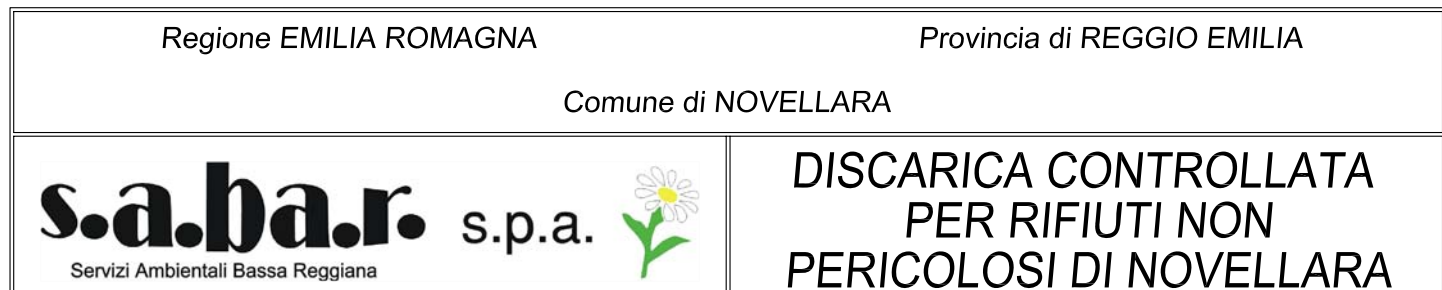 Regione EMILIA ROMAGNA
Provincia di REGGIO EMILIA
Comune di NOVELLARA
s.a.ba.r. s.p.a.
Servizi Ambientali Bassa Reggiana
DISCARICA CONTROLLATA
PER RIFIUTI NON
PERICOLOSI DI NOVELLARA